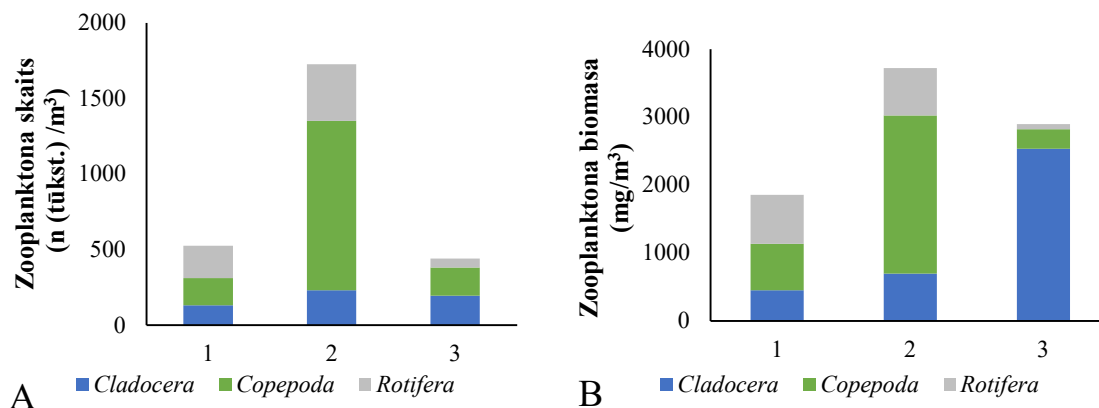 Zooplanktona skaits
(n (tūkst.) /m³)
2000
1500
1000
500
0
1
2
3
Cladocera
Copepoda
Rotifera
A
Zooplanktona biomasa
(mg/m³)
4000
3000
2000
1000
0
1
2
3
Cladocera
Copepoda
Rotifera
B